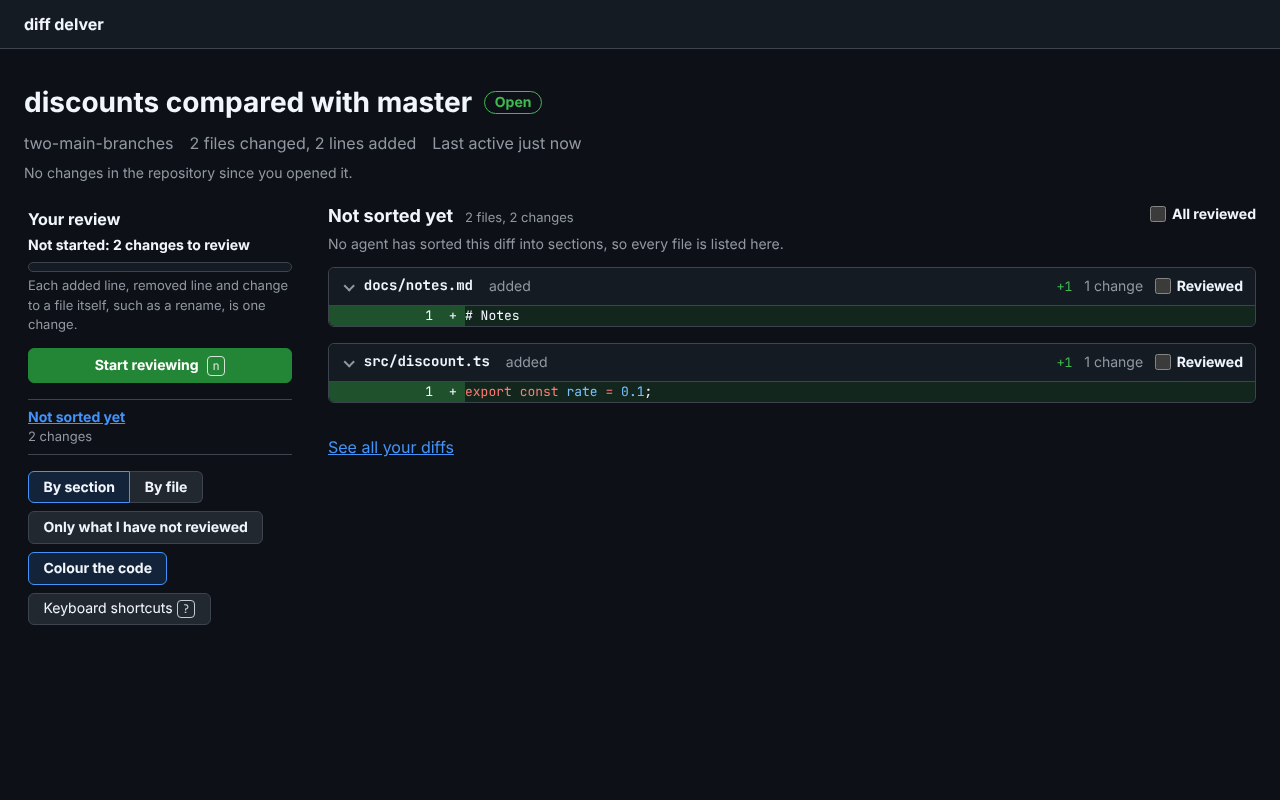 diff delver
discounts compared with master Open
two-main-branches 2 files changed, 2 lines added Last active just now
No changes in the repository since you opened it.
Your review
Not started: 2 changes to review
Each added line, removed line and change
to a file itself, such as a rename, is one
change.
Start reviewing n
Not sorted yet
2 changes
By section By file
Only what I have not reviewed
Colour the code
Keyboard shortcuts ?
Not sorted yet 2 files, 2 changes All reviewed
No agent has sorted this diff into sections, so every file is listed here.
docs/notes.md added +1 1 change Reviewed
1 + # Notes
src/discount.ts added +1 1 change Reviewed
1 + export const rate = 0.1;
See all your diffs